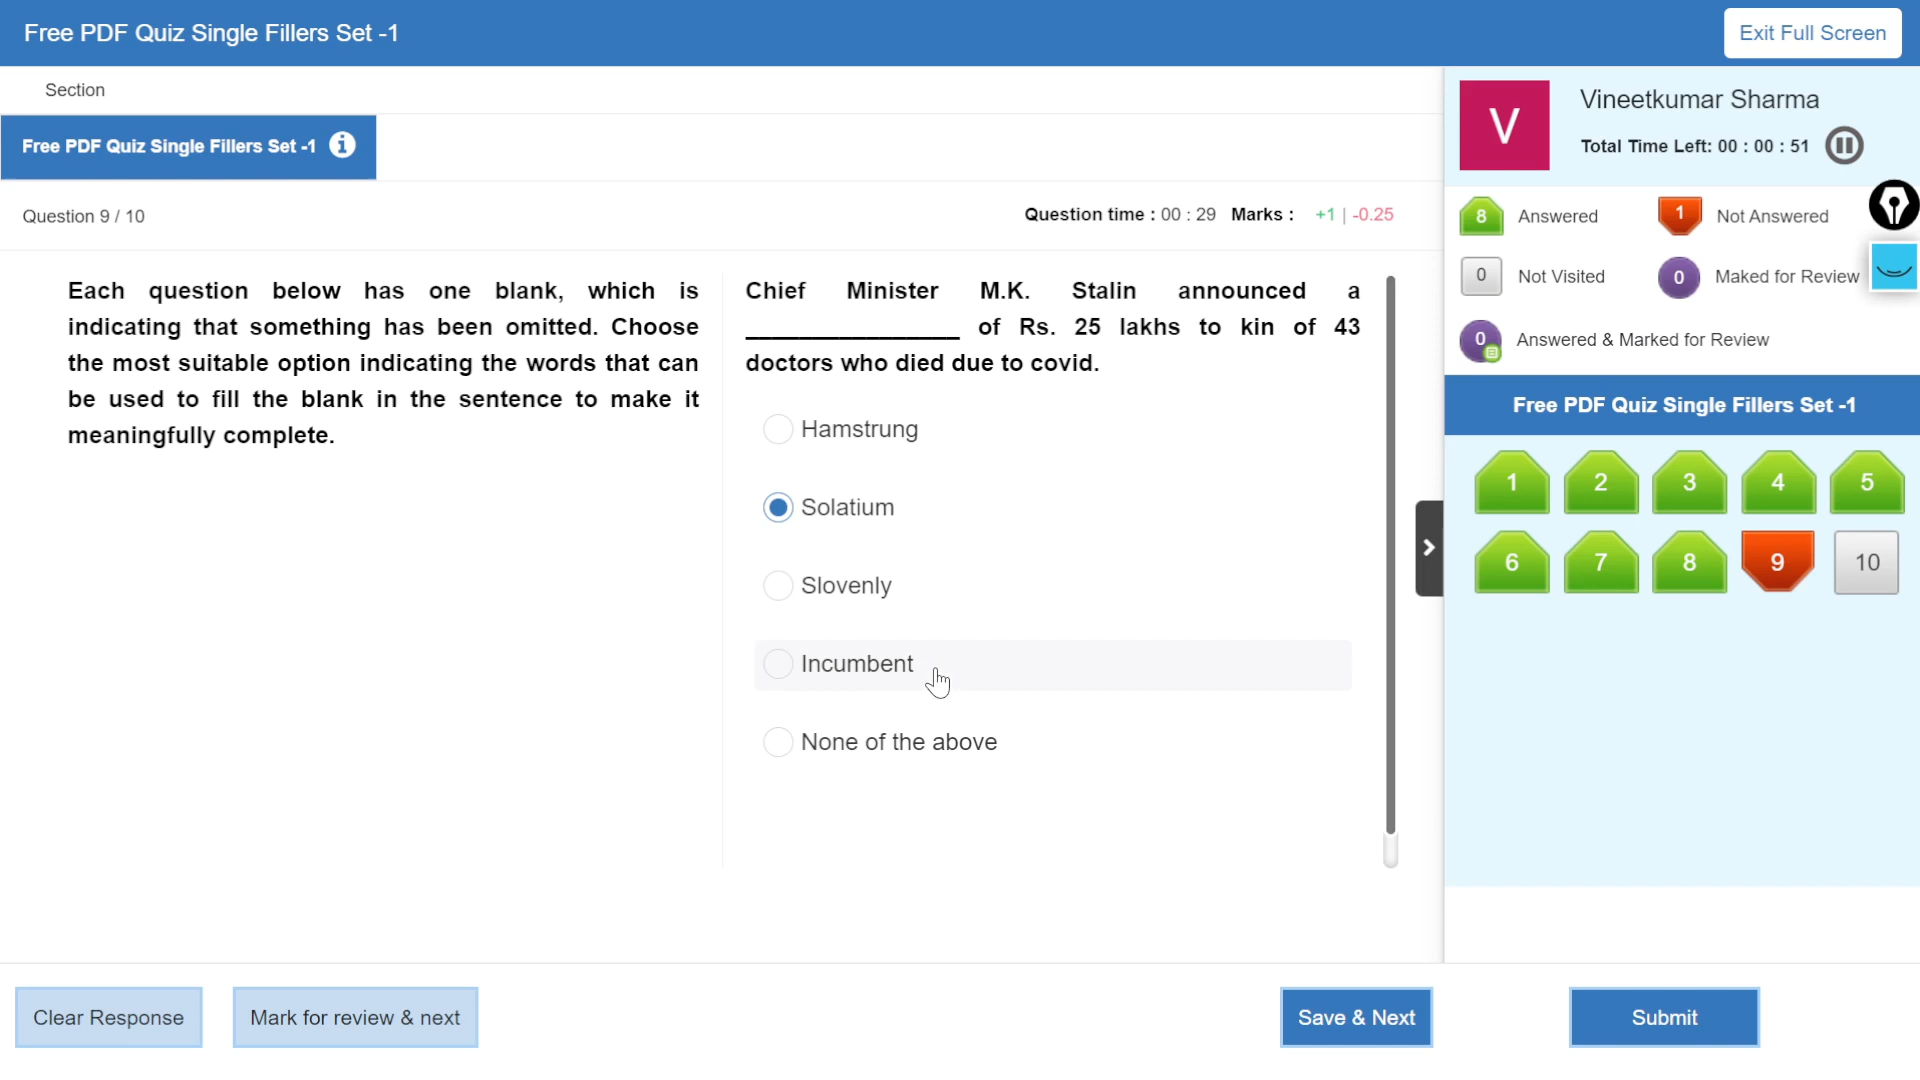 Free PDF Quiz Single Fillers Set -1
Exit Full Screen
Section
Free PDF Quiz Single Fillers Set -1
Question 9 / 10
Question time : 00 : 29 Marks : +1 | -0.25
Each question below has one blank, which is
indicating that something has been omitted. Choose
the most suitable option indicating the words that can
be used to fill the blank in the sentence to make it
meaningfully complete.
Chief Minister M.K. Stalin announced a
________________ of Rs. 25 lakhs to kin of 43
doctors who died due to covid.
Hamstrung
Solatium
Slovenly
Incumbent
None of the above
V
Vineetkumar Sharma
Total Time Left: 00 : 00 : 51
8 Answered
1 Not Answered
0 Not Visited
0 Maked for Review
0 Answered & Marked for Review
Free PDF Quiz Single Fillers Set -1
1 2 3 4 5
6 7 8 9 10
Clear Response
Mark for review & next
Save & Next
Submit